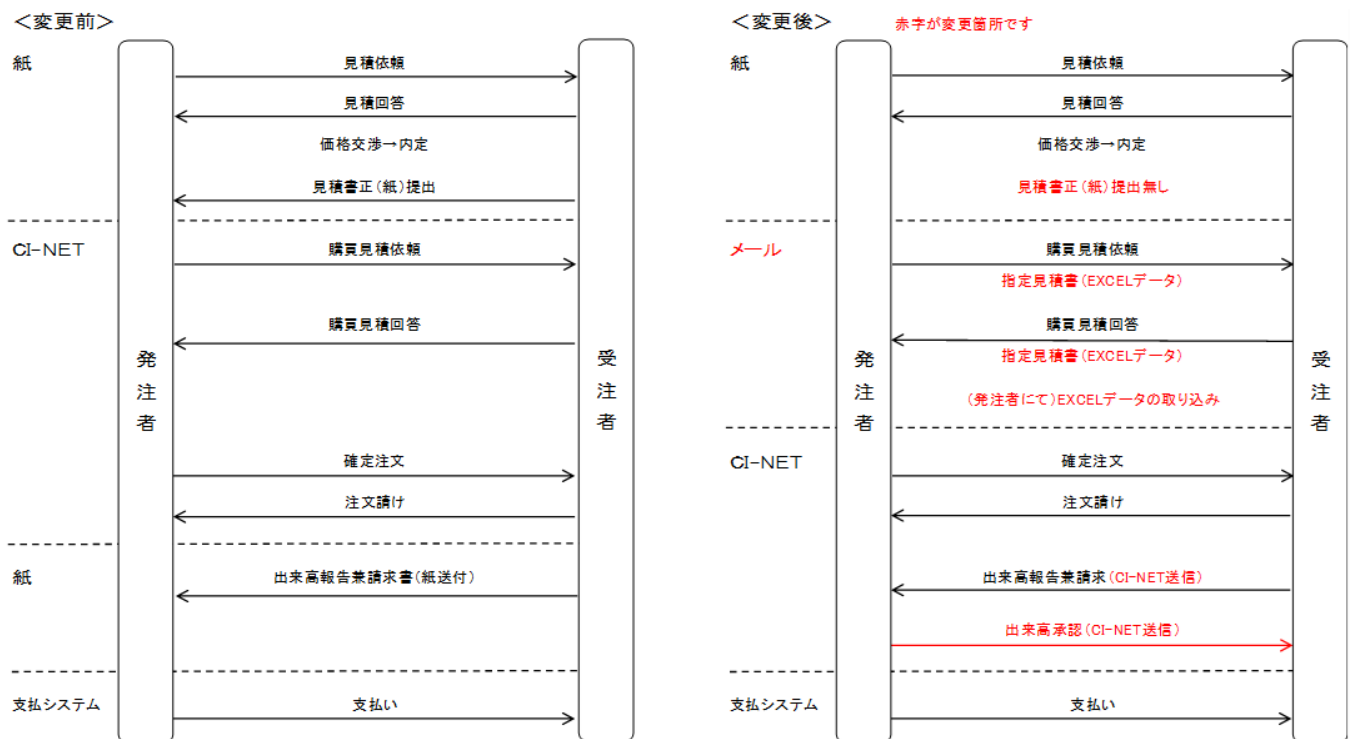 <変更前>
紙
見積依頼
見積回答
価格交渉→内定
見積書正(紙)提出
CI-NET
購買見積依頼
購買見積回答
発注者
受注者
確定注文
注文請け
紙
出来高報告兼請求書(紙送付)
支払システム
支払い
<変更後>
赤字が変更箇所です
紙
見積依頼
見積回答
価格交渉→内定
見積書正(紙)提出無し
メール
購買見積依頼
指定見積書(EXCELデータ)
購買見積回答
指定見積書(EXCELデータ)
(発注者にて)EXCELデータの取り込み
発注者
受注者
CI-NET
確定注文
注文請け
出来高報告兼請求(CI-NET送信)
出来高承認(CI-NET送信)
支払システム
支払い